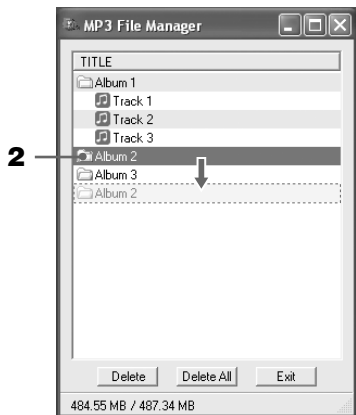 MP3 File Manager
TITLE
Album 1
Track 1
Track 2
Track 3
2
Album 2
Album 3
Album 2
Delete Delete All Exit
484.55 MB / 487.34 MB